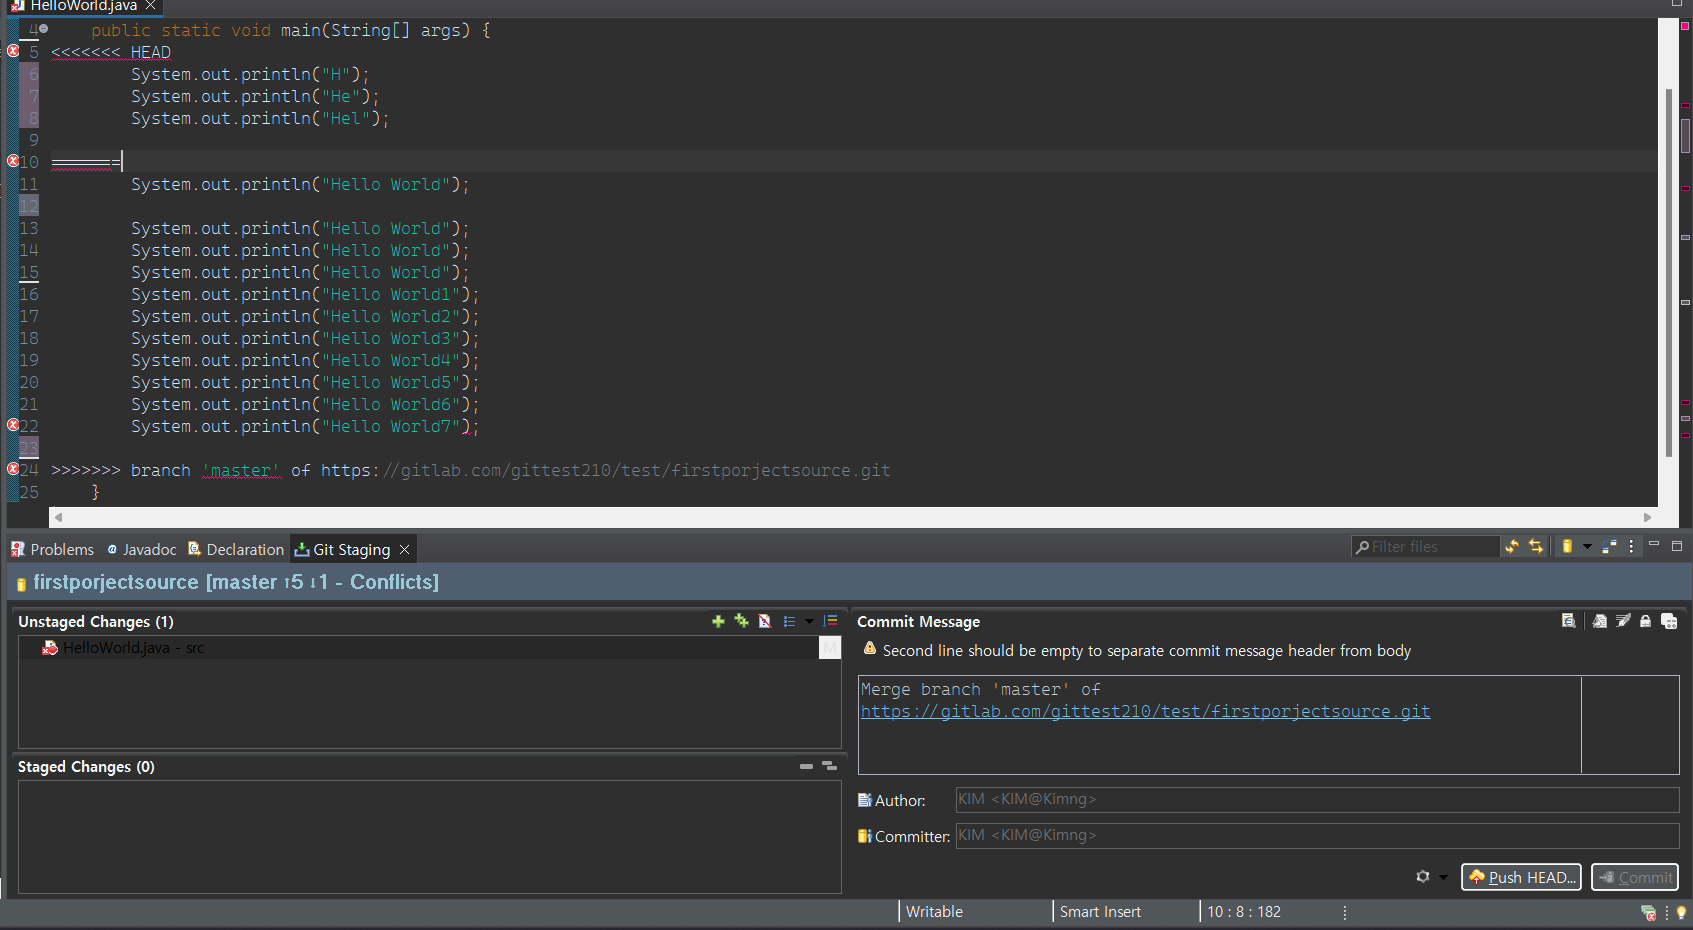 HelloWorld.java
4 public static void main(String[] args) {
5 <<<<<<< HEAD
6 System.out.println("H");
7 System.out.println("He");
8 System.out.println("Hel");
9
10 =======
11 System.out.println("Hello World");
12
13 System.out.println("Hello World");
14 System.out.println("Hello World");
15 System.out.println("Hello World");
16 System.out.println("Hello World1");
17 System.out.println("Hello World2");
18 System.out.println("Hello World3");
19 System.out.println("Hello World4");
20 System.out.println("Hello World5");
21 System.out.println("Hello World6");
22 System.out.println("Hello World7");
23
24 >>>>>>> branch 'master' of https://gitlab.com/gittest210/test/firstporjectsource.git
25 }
Problems Javadoc Declaration Git Staging Filter files
firstporjectsource [master ↑5 ↓1 - Conflicts]
Unstaged Changes (1)
HelloWorld.java - src M
Staged Changes (0)
Commit Message
Second line should be empty to separate commit message header from body
Merge branch 'master' of
https://gitlab.com/gittest210/test/firstporjectsource.git
Author: KIM <KIM@Kimng>
Committer: KIM <KIM@Kimng>
Push HEAD... Commit
Writable Smart Insert 10 : 8 : 182